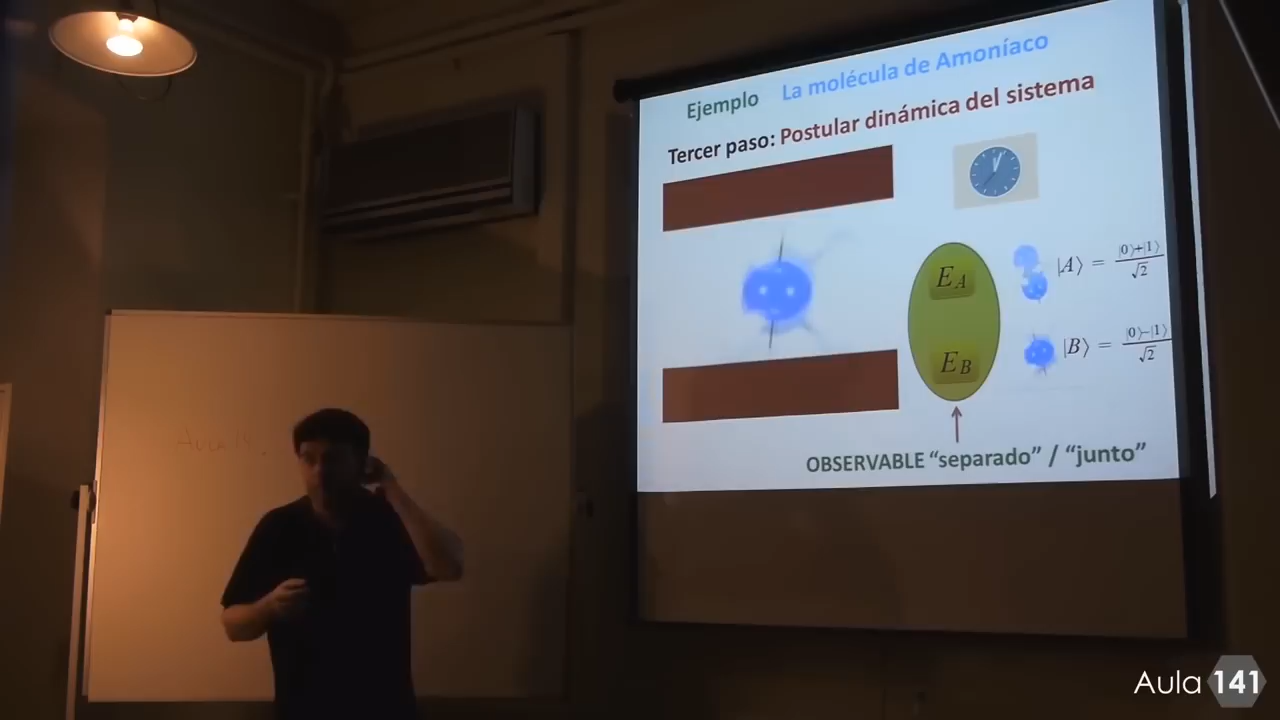 Ejemplo La molécula de Amoníaco
Tercer paso: Postular dinámica del sistema
E_A
|A⟩ = |0⟩+|1⟩ / √2
E_B
|B⟩ = |0⟩−|1⟩ / √2
OBSERVABLE “separado” / “junto”
Aula 141